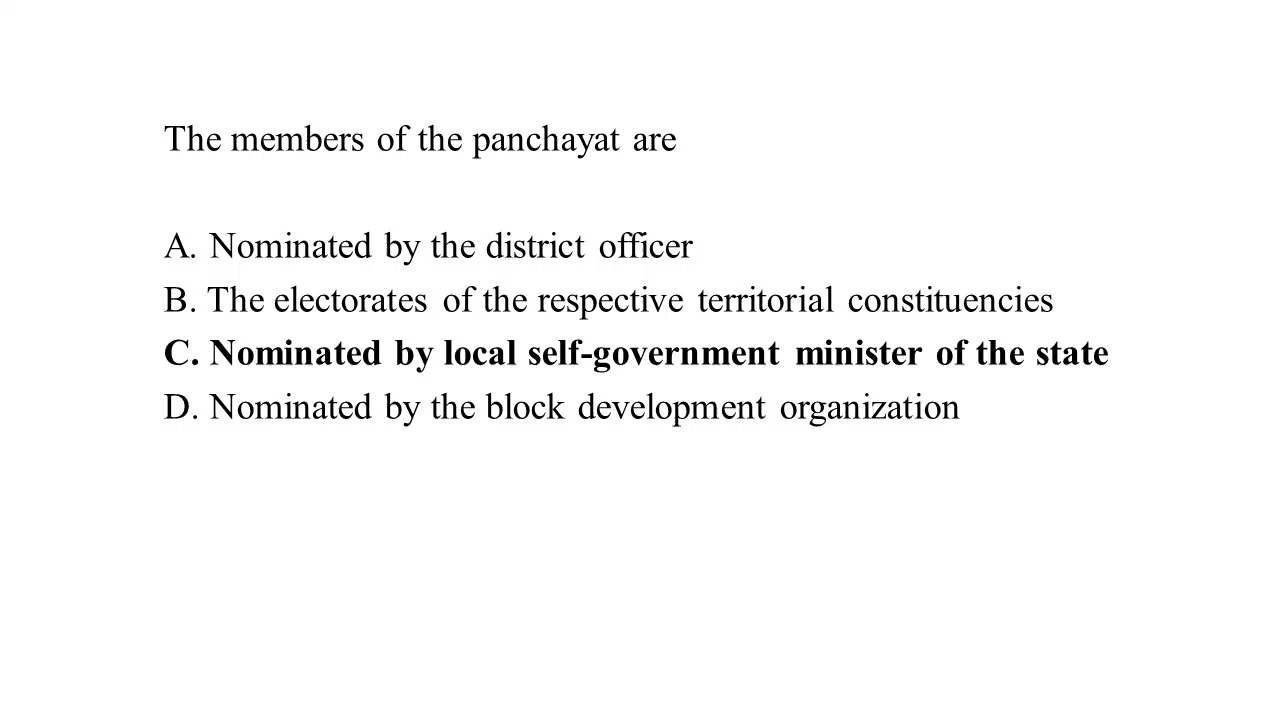 The members of the panchayat are
A. Nominated by the district officer
B. The electorates of the respective territorial constituencies
C. Nominated by local self-government minister of the state
D. Nominated by the block development organization